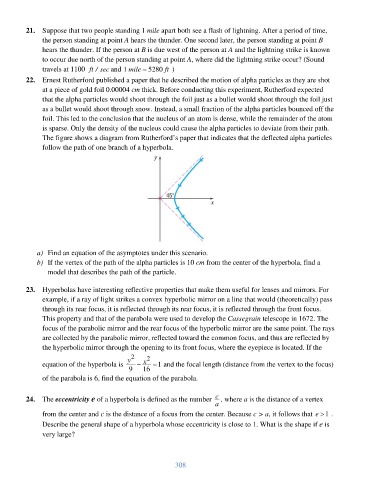 21. Suppose that two people standing 1 mile apart both see a flash of lightning. After a period of time,
the person standing at point A hears the thunder. One second later, the person standing at point B
hears the thunder. If the person at B is due west of the person at A and the lightning strike is known
to occur due north of the person standing at point A, where did the lightning strike occur? (Sound
travels at 1100 ft / sec and 1 mile = 5280 ft )
22. Ernest Rutherford published a paper that he described the motion of alpha particles as they are shot
at a piece of gold foil 0.00004 cm thick. Before conducting this experiment, Rutherford expected
that the alpha particles would shoot through the foil just as a bullet would shoot through the foil just
as a bullet would shoot through snow. Instead, a small fraction of the alpha particles bounced off the
foil. This led to the conclusion that the nucleus of an atom is dense, while the remainder of the atom
is sparse. Only the density of the nucleus could cause the alpha particles to deviate from their path.
The figure shows a diagram from Rutherford's paper that indicates that the deflected alpha particles
follow the path of one branch of a hyperbola.
y
45°
x
a) Find an equation of the asymptotes under this scenario.
b) If the vertex of the path of the alpha particles is 10 cm from the center of the hyperbola, find a
model that describes the path of the particle.
23. Hyperbolas have interesting reflective properties that make them useful for lenses and mirrors. For
example, if a ray of light strikes a convex hyperbolic mirror on a line that would (theoretically) pass
through its rear focus, it is reflected through its rear focus, it is reflected through the front focus.
This property and that of the parabola were used to develop the Cassegrain telescope in 1672. The
focus of the parabolic mirror and the rear focus of the hyperbolic mirror are the same point. The rays
are collected by the parabolic mirror, reflected toward the common focus, and thus are reflected by
the hyperbolic mirror through the opening to its front focus, where the eyepiece is located. If the
equation of the hyperbola is y²/9 − x²/16 = 1 and the focal length (distance from the vertex to the focus)
of the parabola is 6, find the equation of the parabola.
24. The eccentricity e of a hyperbola is defined as the number c/a, where a is the distance of a vertex
from the center and c is the distance of a focus from the center. Because c > a, it follows that e > 1 .
Describe the general shape of a hyperbola whose eccentricity is close to 1. What is the shape if e is
very large?
308